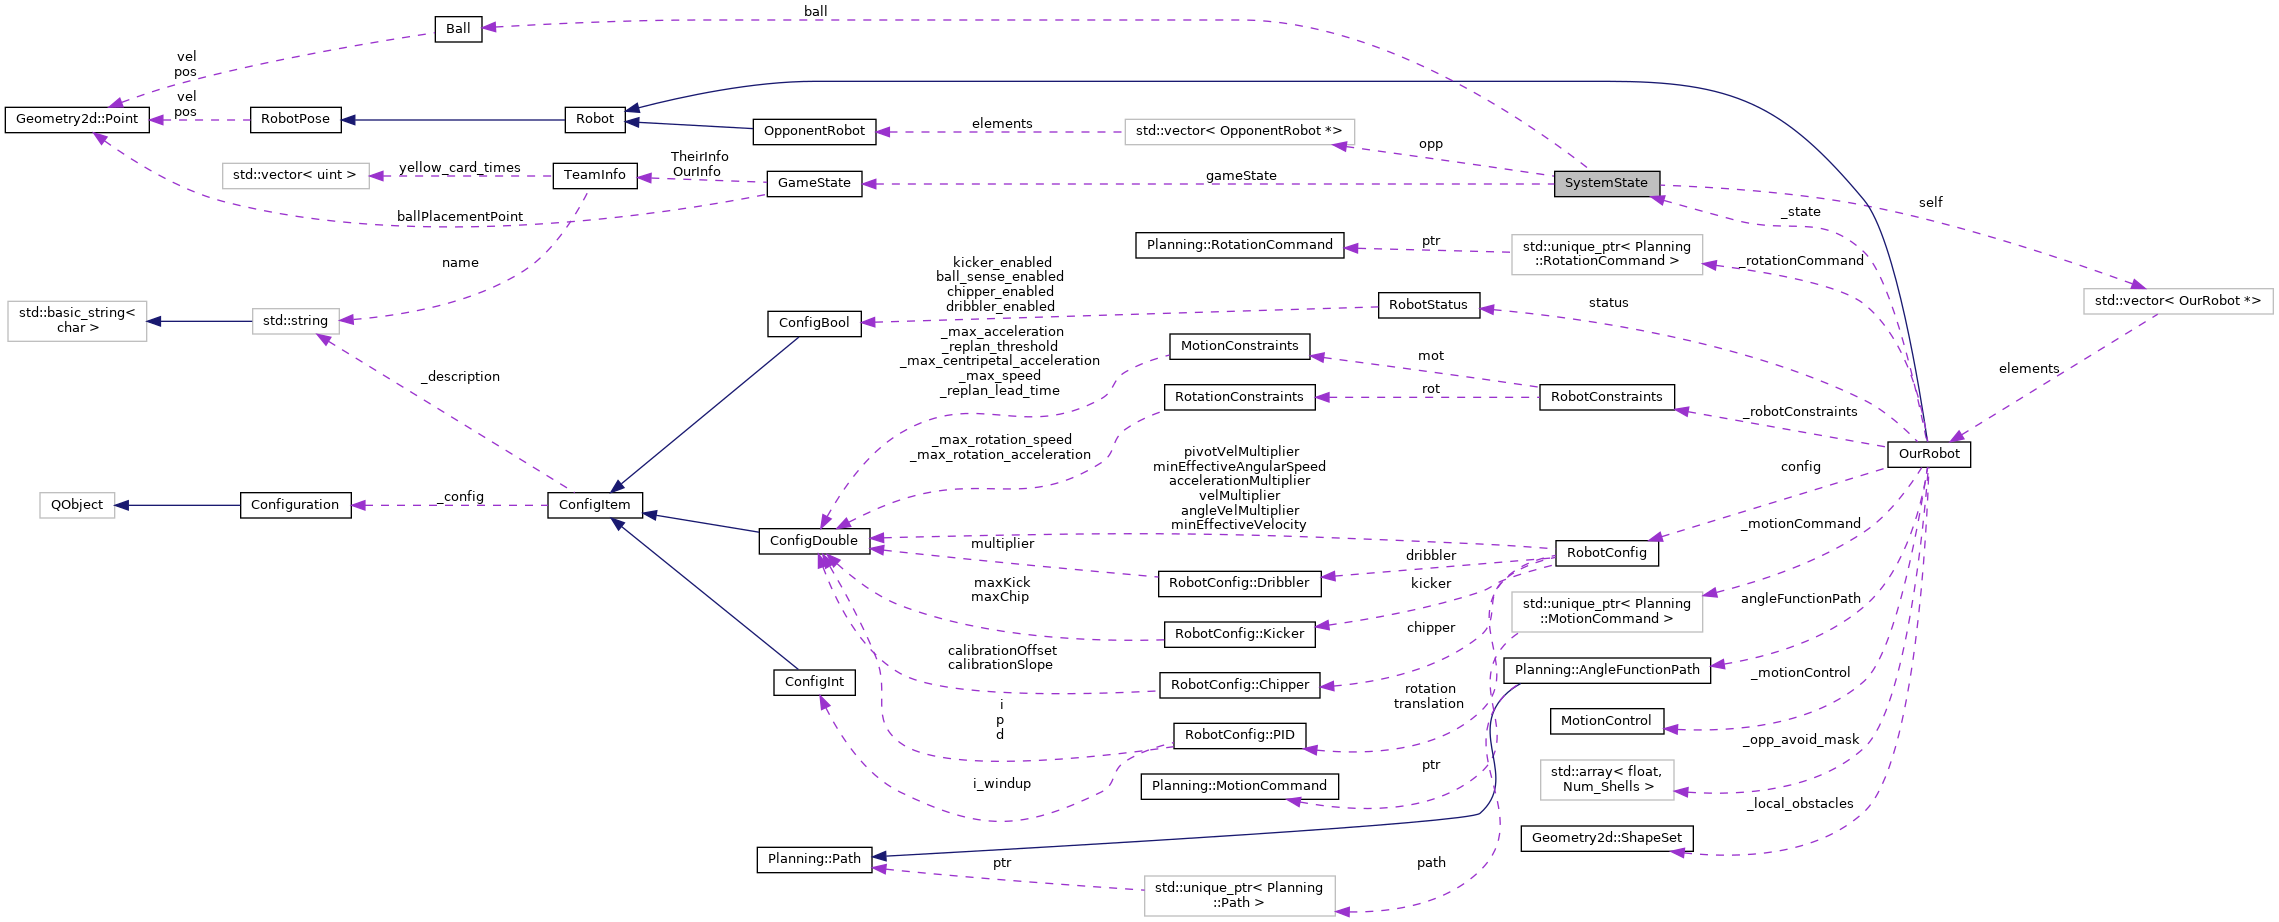 ball
Ball
vel
pos
vel
pos
Geometry2d::Point
RobotPose
Robot
OpponentRobot
elements
std::vector< OpponentRobot *>
opp
TheirInfo
OurInfo
yellow_card_times
std::vector< uint >
TeamInfo
GameState
gameState
SystemState
self
_state
ballPlacementPoint
Planning::RotationCommand
ptr
std::unique_ptr< Planning
::RotationCommand >
_rotationCommand
name
kicker_enabled
ball_sense_enabled
chipper_enabled
dribbler_enabled
std::vector< OurRobot *>
RobotStatus
status
std::basic_string<
char >
std::string
ConfigBool
_max_acceleration
_replan_threshold
_max_centripetal_acceleration
_max_speed
_replan_lead_time
MotionConstraints
mot
elements
_description
RotationConstraints
rot
RobotConstraints
_robotConstraints
_max_rotation_speed
_max_rotation_acceleration
OurRobot
pivotVelMultiplier
minEffectiveAngularSpeed
accelerationMultiplier
velMultiplier
angleVelMultiplier
minEffectiveVelocity
config
QObject
Configuration
_config
ConfigItem
_motionCommand
ConfigDouble
multiplier
RobotConfig
dribbler
RobotConfig::Dribbler
maxKick
maxChip
kicker
std::unique_ptr< Planning
::MotionCommand >
angleFunctionPath
RobotConfig::Kicker
chipper
calibrationOffset
calibrationSlope
ConfigInt
RobotConfig::Chipper
Planning::AngleFunctionPath
_motionControl
rotation
translation
i
p
d
RobotConfig::PID
MotionControl
_opp_avoid_mask
ptr
i_windup
Planning::MotionCommand
std::array< float,
Num_Shells >
_local_obstacles
Geometry2d::ShapeSet
Planning::Path
ptr
path
std::unique_ptr< Planning
::Path >